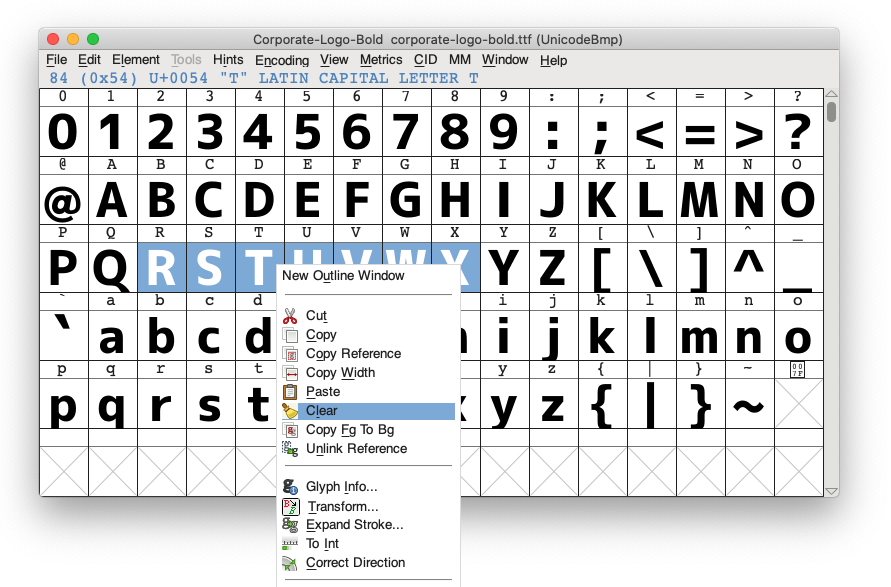 Corporate-Logo-Bold corporate-logo-bold.ttf (UnicodeBmp)
File Edit Element Tools Hints Encoding View Metrics CID MM Window Help
84 (0x54) U+0054 "T" LATIN CAPITAL LETTER T
0 1 2 3 4 5 6 7 8 9 : ; < = > ?
0 1 2 3 4 5 6 7 8 9 : ; < = > ?
@ A B C D E F G H I J K L M N O
@ A B C D E F G H I J K L M N O
P Q R S T U V W X Y Z [ \ ] ^ _
P Q R S T U V W X Y Z [ \ ] ^ _
` a b c d i j k l m n o
` a b c d i j k l m n o
p q r s t y z { | } ~ 007F
p q r s t y z { | } ~
New Outline Window
Cut
Copy
Copy Reference
Copy Width
Paste
Clear
Copy Fg To Bg
Unlink Reference
Glyph Info...
Transform...
Expand Stroke...
To Int
Correct Direction